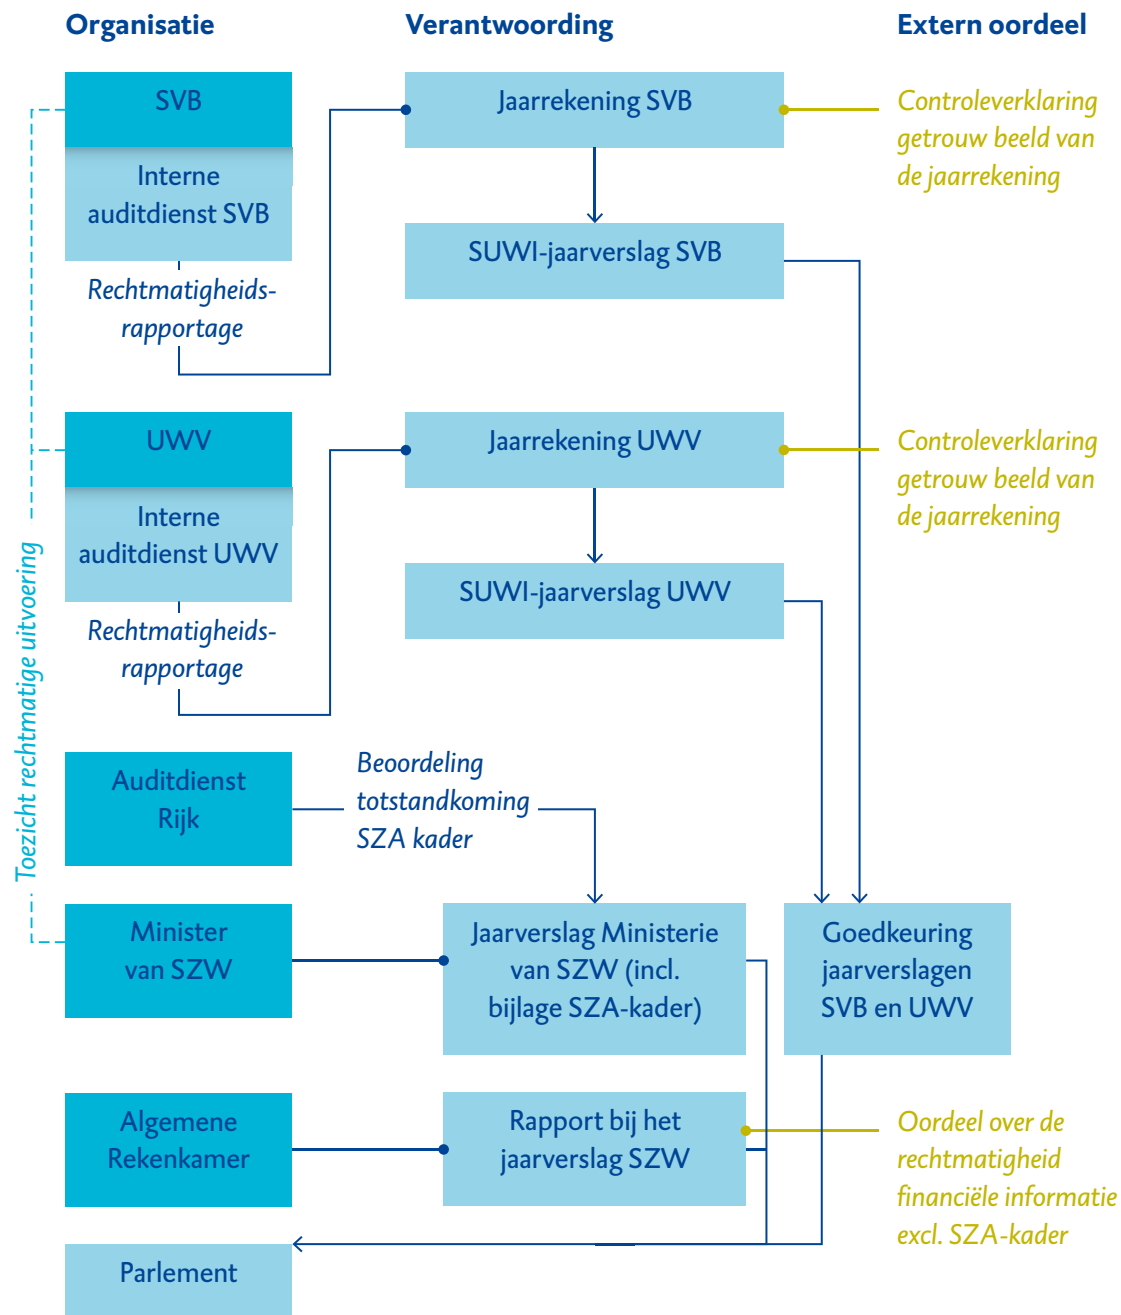 Organisatie
Verantwoording
Extern oordeel
SVB
Interne
auditdienst SVB
Rechtmatigheids-
rapportage
Jaarrekening SVB
SUWI-jaarverslag SVB
Controleverklaring
getrouw beeld van
de jaarrekening
UWV
Interne
auditdienst UWV
Rechtmatigheids-
rapportage
Jaarrekening UWV
SUWI-jaarverslag UWV
Controleverklaring
getrouw beeld van
de jaarrekening
Toezicht rechtmatige uitvoering
Auditdienst
Rijk
Beoordeling
totstandkoming
SZA kader
Minister
van SZW
Jaarverslag Ministerie
van SZW (incl.
bijlage SZA-kader)
Goedkeuring
jaarverslagen
SVB en UWV
Algemene
Rekenkamer
Rapport bij het
jaarverslag SZW
Oordeel over de
rechtmatigheid
financiële informatie
excl. SZA-kader
Parlement